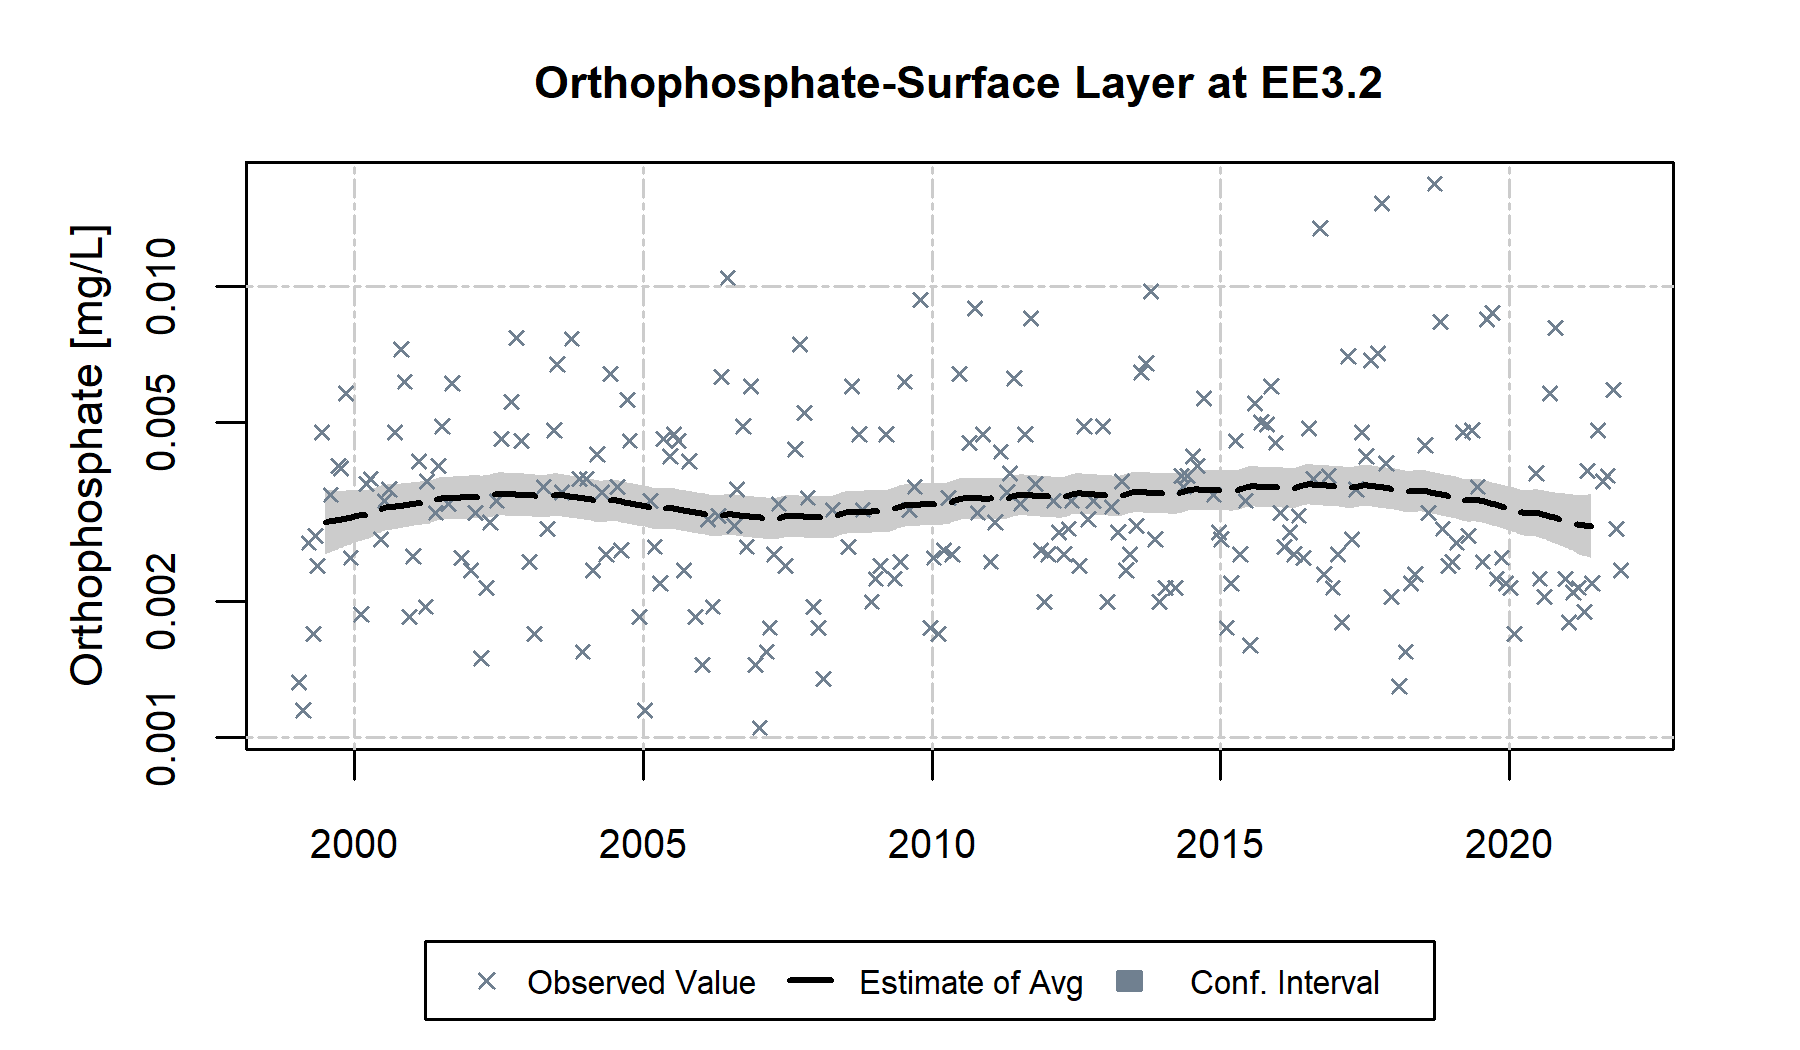 Orthophosphate-Surface Layer at EE3.2
Orthophosphate [mg/L]
0.010
0.005
0.002
0.001
2000 2005 2010 2015 2020
Observed Value Estimate of Avg Conf. Interval